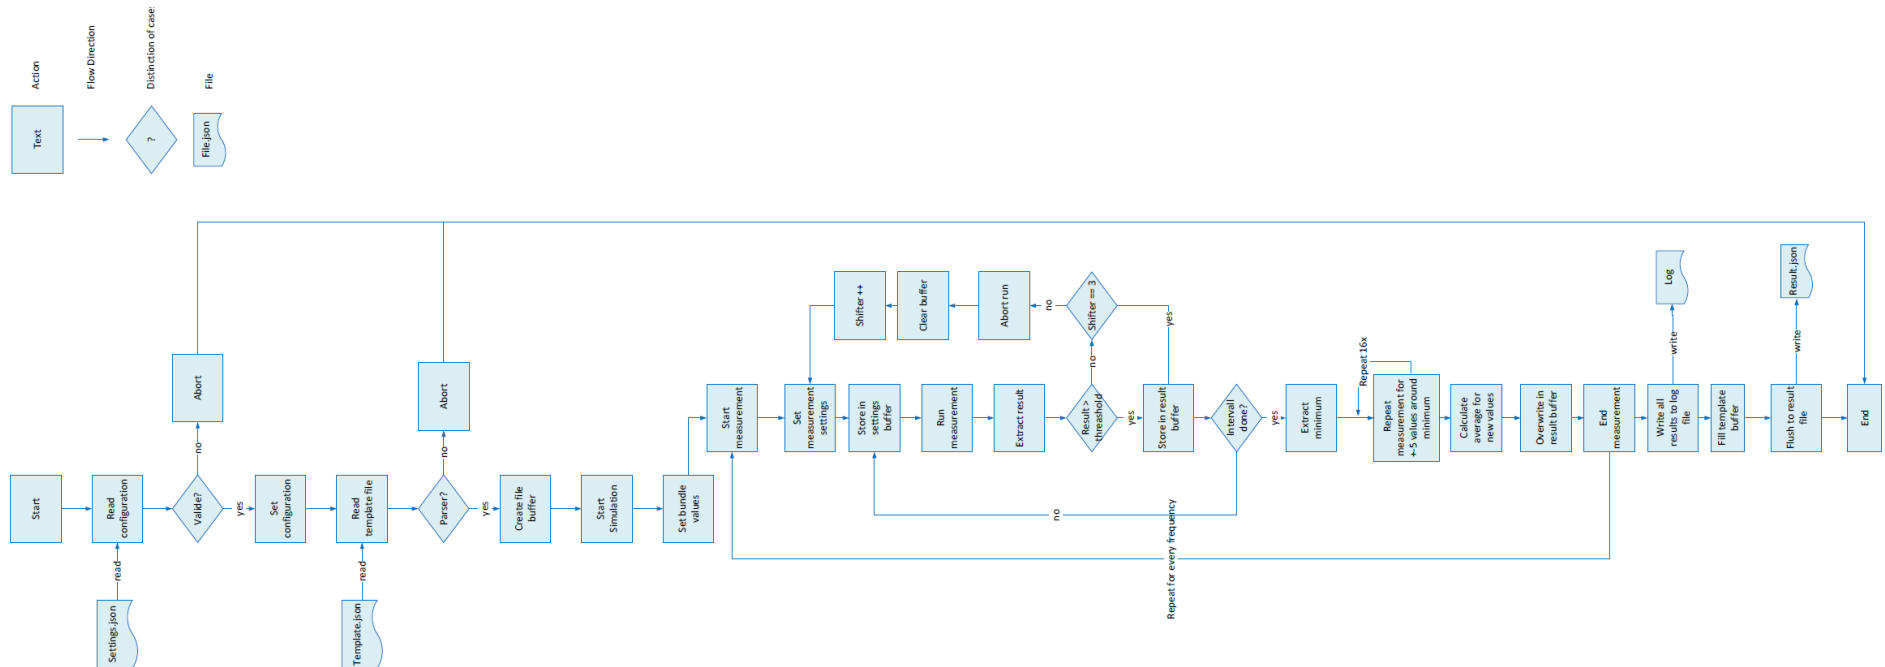 Action
Flow Direction
Distinction of case:
File
Text
?
File.json
Start
Read
configuration
read
Settings.json
Valide?
no
Abort
yes
Set
configuration
Read
template file
read
Template.json
Parser?
no
Abort
yes
Create file
buffer
Start
Simulation
Set bundle
values
Start
measurement
Set
measurement
settings
Store in
settings
buffer
Run
measurement
Extract result
Result >
threashold
no
Shifter == 3
no
Abort run
Clear buffer
Shifter ++
yes
yes
Store in result
buffer
Intervall
done?
no
Repeat for every frequency
yes
Extract
minimum
Repeat 16x
Repeat
measurement for
+-5 values around
minimum
Calculate
average for
new values
Overwrite in
result buffer
End
measurement
Write all
results to log
file
write
Log
Fill template
buffer
Flush to result
file
write
Result.json
End